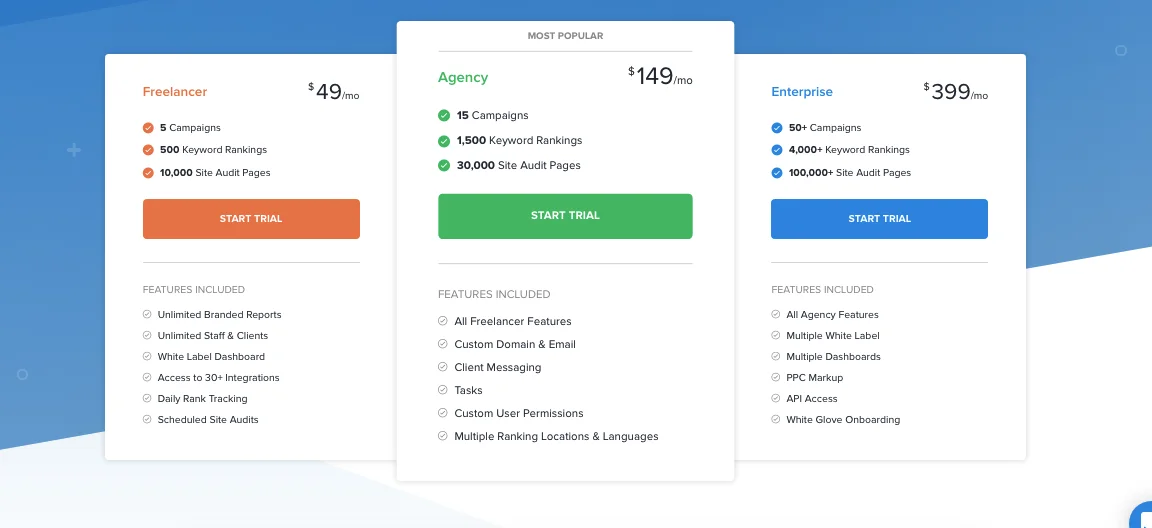 Freelancer
$49/mo
5 Campaigns
500 Keyword Rankings
10,000 Site Audit Pages
START TRIAL
FEATURES INCLUDED
Unlimited Branded Reports
Unlimited Staff & Clients
White Label Dashboard
Access to 30+ Integrations
Daily Rank Tracking
Scheduled Site Audits
MOST POPULAR
Agency
$149/mo
15 Campaigns
1,500 Keyword Rankings
30,000 Site Audit Pages
START TRIAL
FEATURES INCLUDED
All Freelancer Features
Custom Domain & Email
Client Messaging
Tasks
Custom User Permissions
Multiple Ranking Locations & Languages
Enterprise
$399/mo
50+ Campaigns
4,000+ Keyword Rankings
100,000+ Site Audit Pages
START TRIAL
FEATURES INCLUDED
All Agency Features
Multiple White Label
Multiple Dashboards
PPC Markup
API Access
White Glove Onboarding